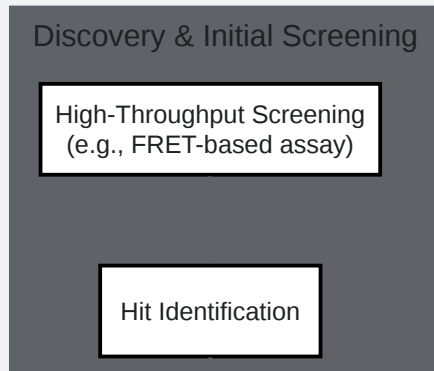 Discovery & Initial Screening
High-Throughput Screening
(e.g., FRET-based assay)
Hit Identification